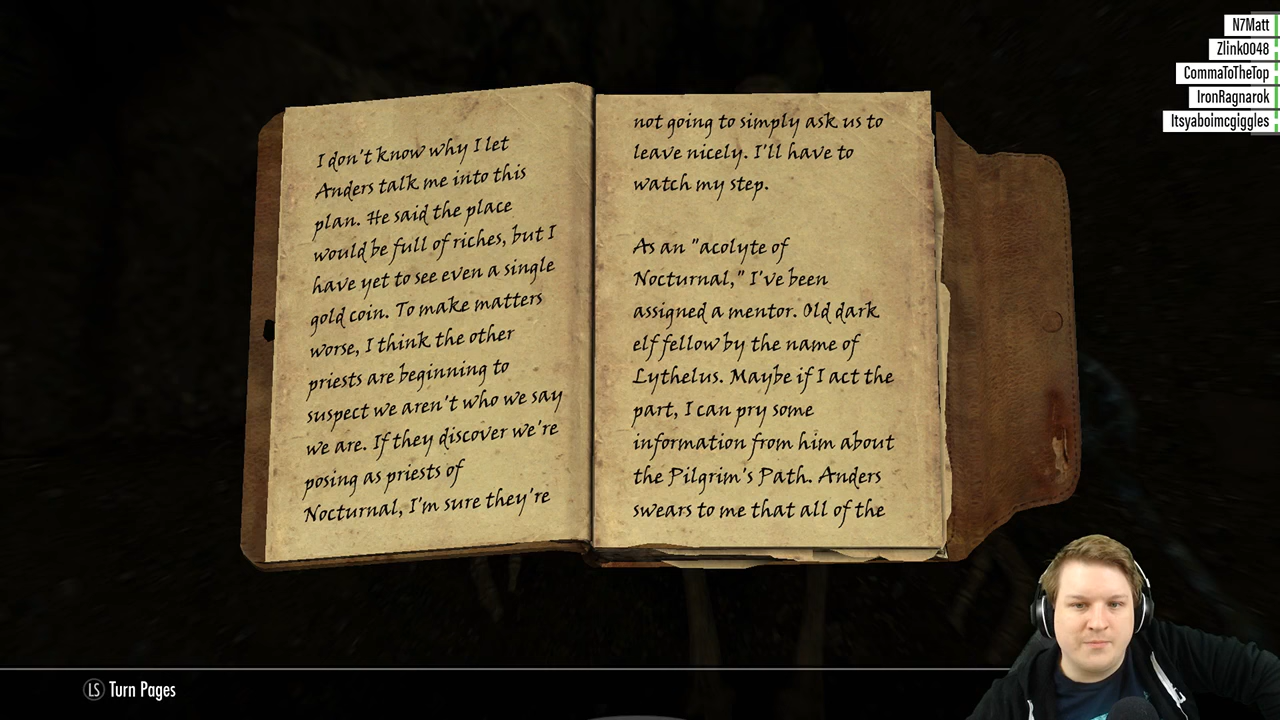 N7Matt
Zlink0048
CommaToTheTop
IronRagnarok
Itsyaboimcgiggles
I don't know why I let
Anders talk me into this
plan. He said the place
would be full of riches, but I
have yet to see even a single
gold coin. To make matters
worse, I think the other
priests are beginning to
suspect we aren't who we say
we are. If they discover we're
posing as priests of
Nocturnal, I'm sure they're
not going to simply ask us to
leave nicely. I'll have to
watch my step.
As an "acolyte of
Nocturnal," I've been
assigned a mentor. Old dark
elf fellow by the name of
Lythelus. Maybe if I act the
part, I can pry some
information from him about
the Pilgrim's Path. Anders
swears to me that all of the
LS Turn Pages